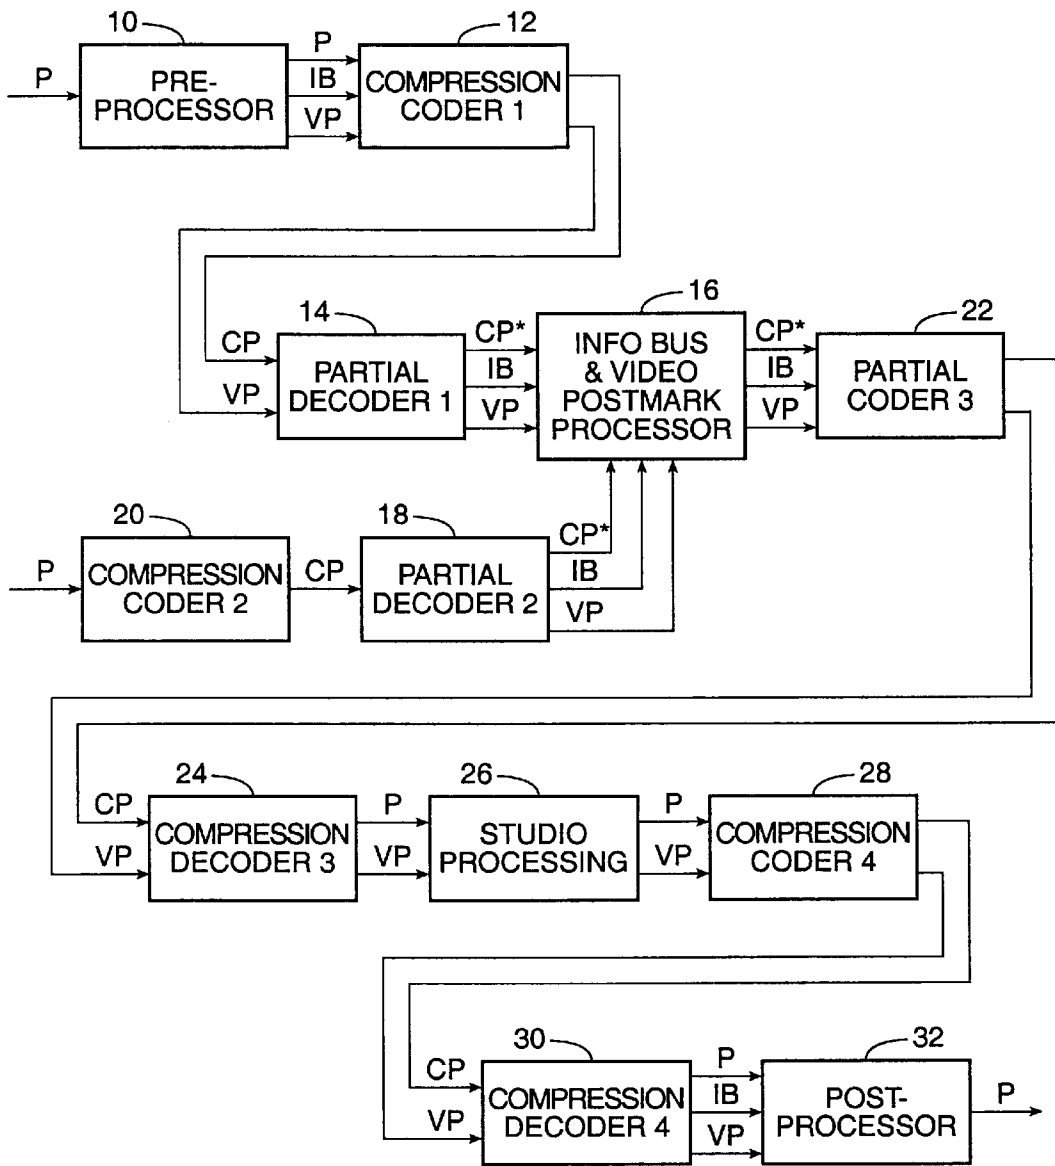 10
12
P
PRE-
PROCESSOR
P
IB
VP
COMPRESSION
CODER 1
14
16
22
CP
VP
PARTIAL
DECODER 1
CP*
IB
VP
INFO BUS
& VIDEO
POSTMARK
PROCESSOR
CP*
IB
VP
PARTIAL
CODER 3
20
18
P
COMPRESSION
CODER 2
CP
PARTIAL
DECODER 2
CP*
IB
VP
24
26
28
CP
VP
COMPRESSION
DECODER 3
P
VP
STUDIO
PROCESSING
P
VP
COMPRESSION
CODER 4
30
32
CP
VP
COMPRESSION
DECODER 4
P
IB
VP
POST-
PROCESSOR
P